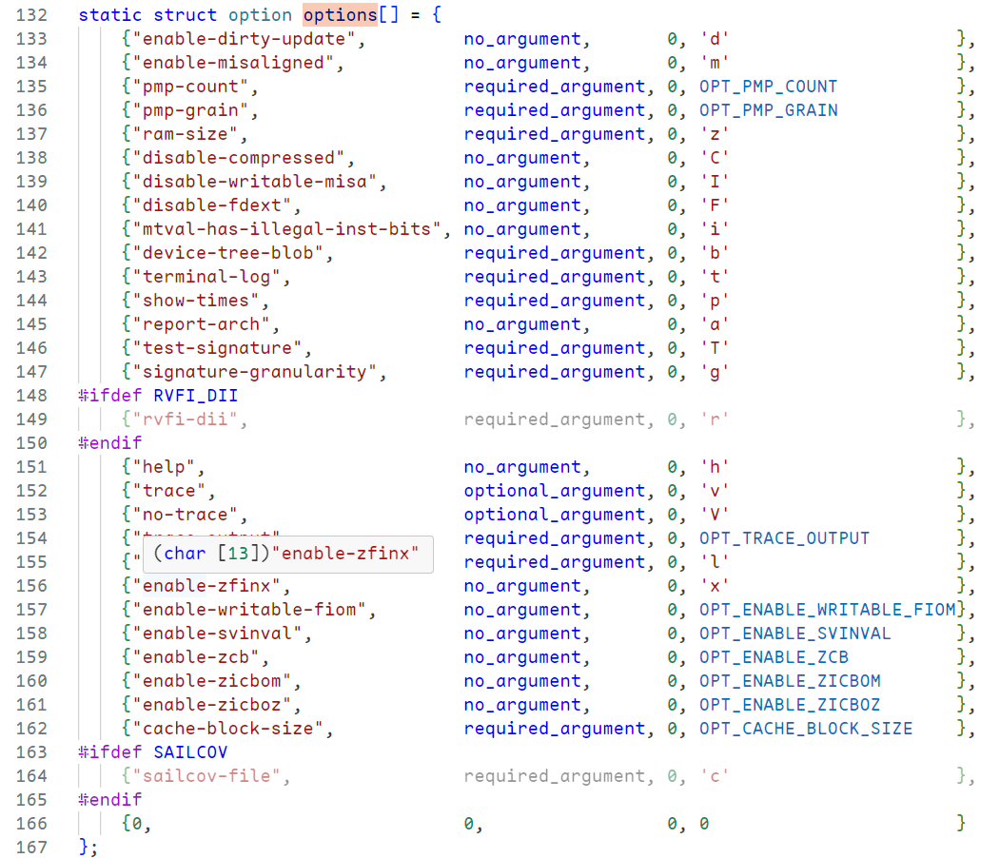 132 static struct option options[] = {
133 {"enable-dirty-update", no_argument, 0, 'd' },
134 {"enable-misaligned", no_argument, 0, 'm' },
135 {"pmp-count", required_argument, 0, OPT_PMP_COUNT },
136 {"pmp-grain", required_argument, 0, OPT_PMP_GRAIN },
137 {"ram-size", required_argument, 0, 'z' },
138 {"disable-compressed", no_argument, 0, 'C' },
139 {"disable-writable-misa", no_argument, 0, 'I' },
140 {"disable-fdext", no_argument, 0, 'F' },
141 {"mtval-has-illegal-inst-bits", no_argument, 0, 'i' },
142 {"device-tree-blob", required_argument, 0, 'b' },
143 {"terminal-log", required_argument, 0, 't' },
144 {"show-times", required_argument, 0, 'p' },
145 {"report-arch", no_argument, 0, 'a' },
146 {"test-signature", required_argument, 0, 'T' },
147 {"signature-granularity", required_argument, 0, 'g' },
148 #ifdef RVFI_DII
149 {"rvfi-dii", required_argument, 0, 'r' },
150 #endif
151 {"help", no_argument, 0, 'h' },
152 {"trace", optional_argument, 0, 'v' },
153 {"no-trace", optional_argument, 0, 'V' },
154 {"trace-output" required_argument, 0, OPT_TRACE_OUTPUT },
(char [13])"enable-zfinx"
155 {" required_argument, 0, 'l' },
156 {"enable-zfinx", no_argument, 0, 'x' },
157 {"enable-writable-fiom", no_argument, 0, OPT_ENABLE_WRITABLE_FIOM},
158 {"enable-svinval", no_argument, 0, OPT_ENABLE_SVINVAL },
159 {"enable-zcb", no_argument, 0, OPT_ENABLE_ZCB },
160 {"enable-zicbom", no_argument, 0, OPT_ENABLE_ZICBOM },
161 {"enable-zicboz", no_argument, 0, OPT_ENABLE_ZICBOZ },
162 {"cache-block-size", required_argument, 0, OPT_CACHE_BLOCK_SIZE },
163 #ifdef SAILCOV
164 {"sailcov-file", required_argument, 0, 'c' },
165 #endif
166 {0, 0, 0, 0 }
167 };